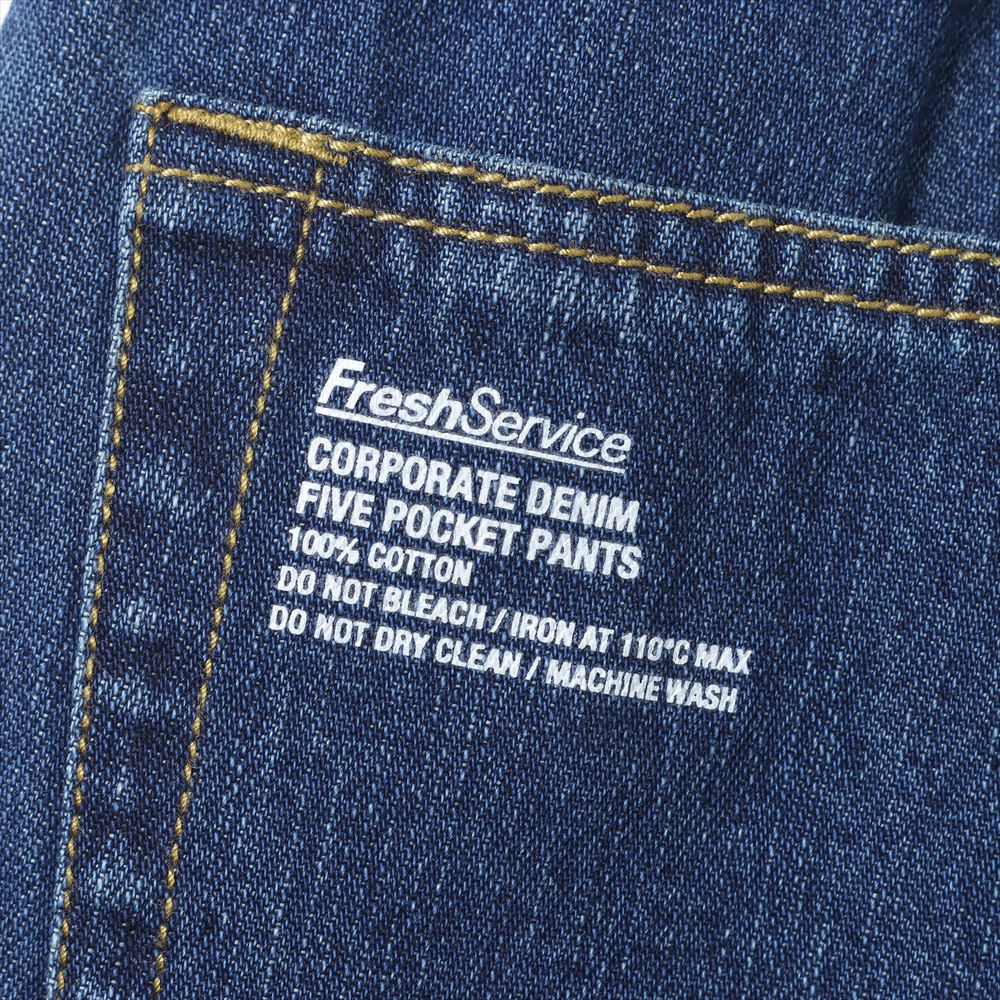 FreshService
CORPORATE DENIM
FIVE POCKET PANTS
100% COTTON
DO NOT BLEACH / IRON AT 110°C MAX
DO NOT DRY CLEAN / MACHINE WASH